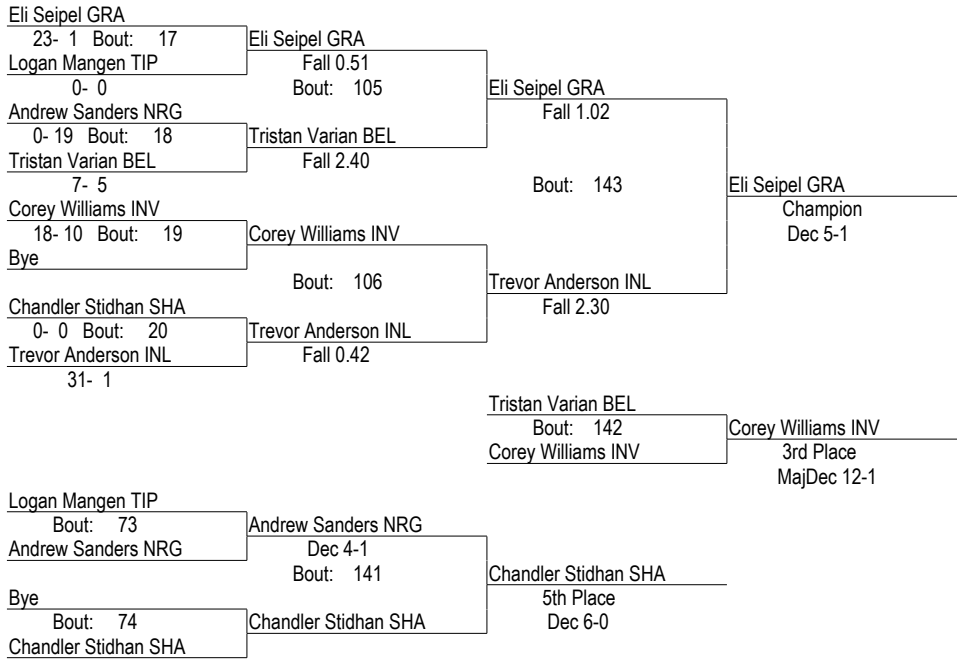 Eli Seipel GRA
23- 1 Bout: 17
Eli Seipel GRA
Logan Mangen TIP
Fall 0.51
0- 0
Bout: 105
Eli Seipel GRA
Andrew Sanders NRG
Fall 1.02
0- 19 Bout: 18
Tristan Varian BEL
Tristan Varian BEL
Fall 2.40
7- 5
Bout: 143
Eli Seipel GRA
Corey Williams INV
Champion
18- 10 Bout: 19
Corey Williams INV
Dec 5-1
Bye
Bout: 106
Trevor Anderson INL
Chandler Stidhan SHA
Fall 2.30
0- 0 Bout: 20
Trevor Anderson INL
Trevor Anderson INL
Fall 0.42
31- 1
Tristan Varian BEL
Bout: 142
Corey Williams INV
Corey Williams INV
3rd Place
MajDec 12-1
Logan Mangen TIP
Bout: 73
Andrew Sanders NRG
Andrew Sanders NRG
Dec 4-1
Bout: 141
Chandler Stidhan SHA
Bye
5th Place
Bout: 74
Chandler Stidhan SHA
Dec 6-0
Chandler Stidhan SHA